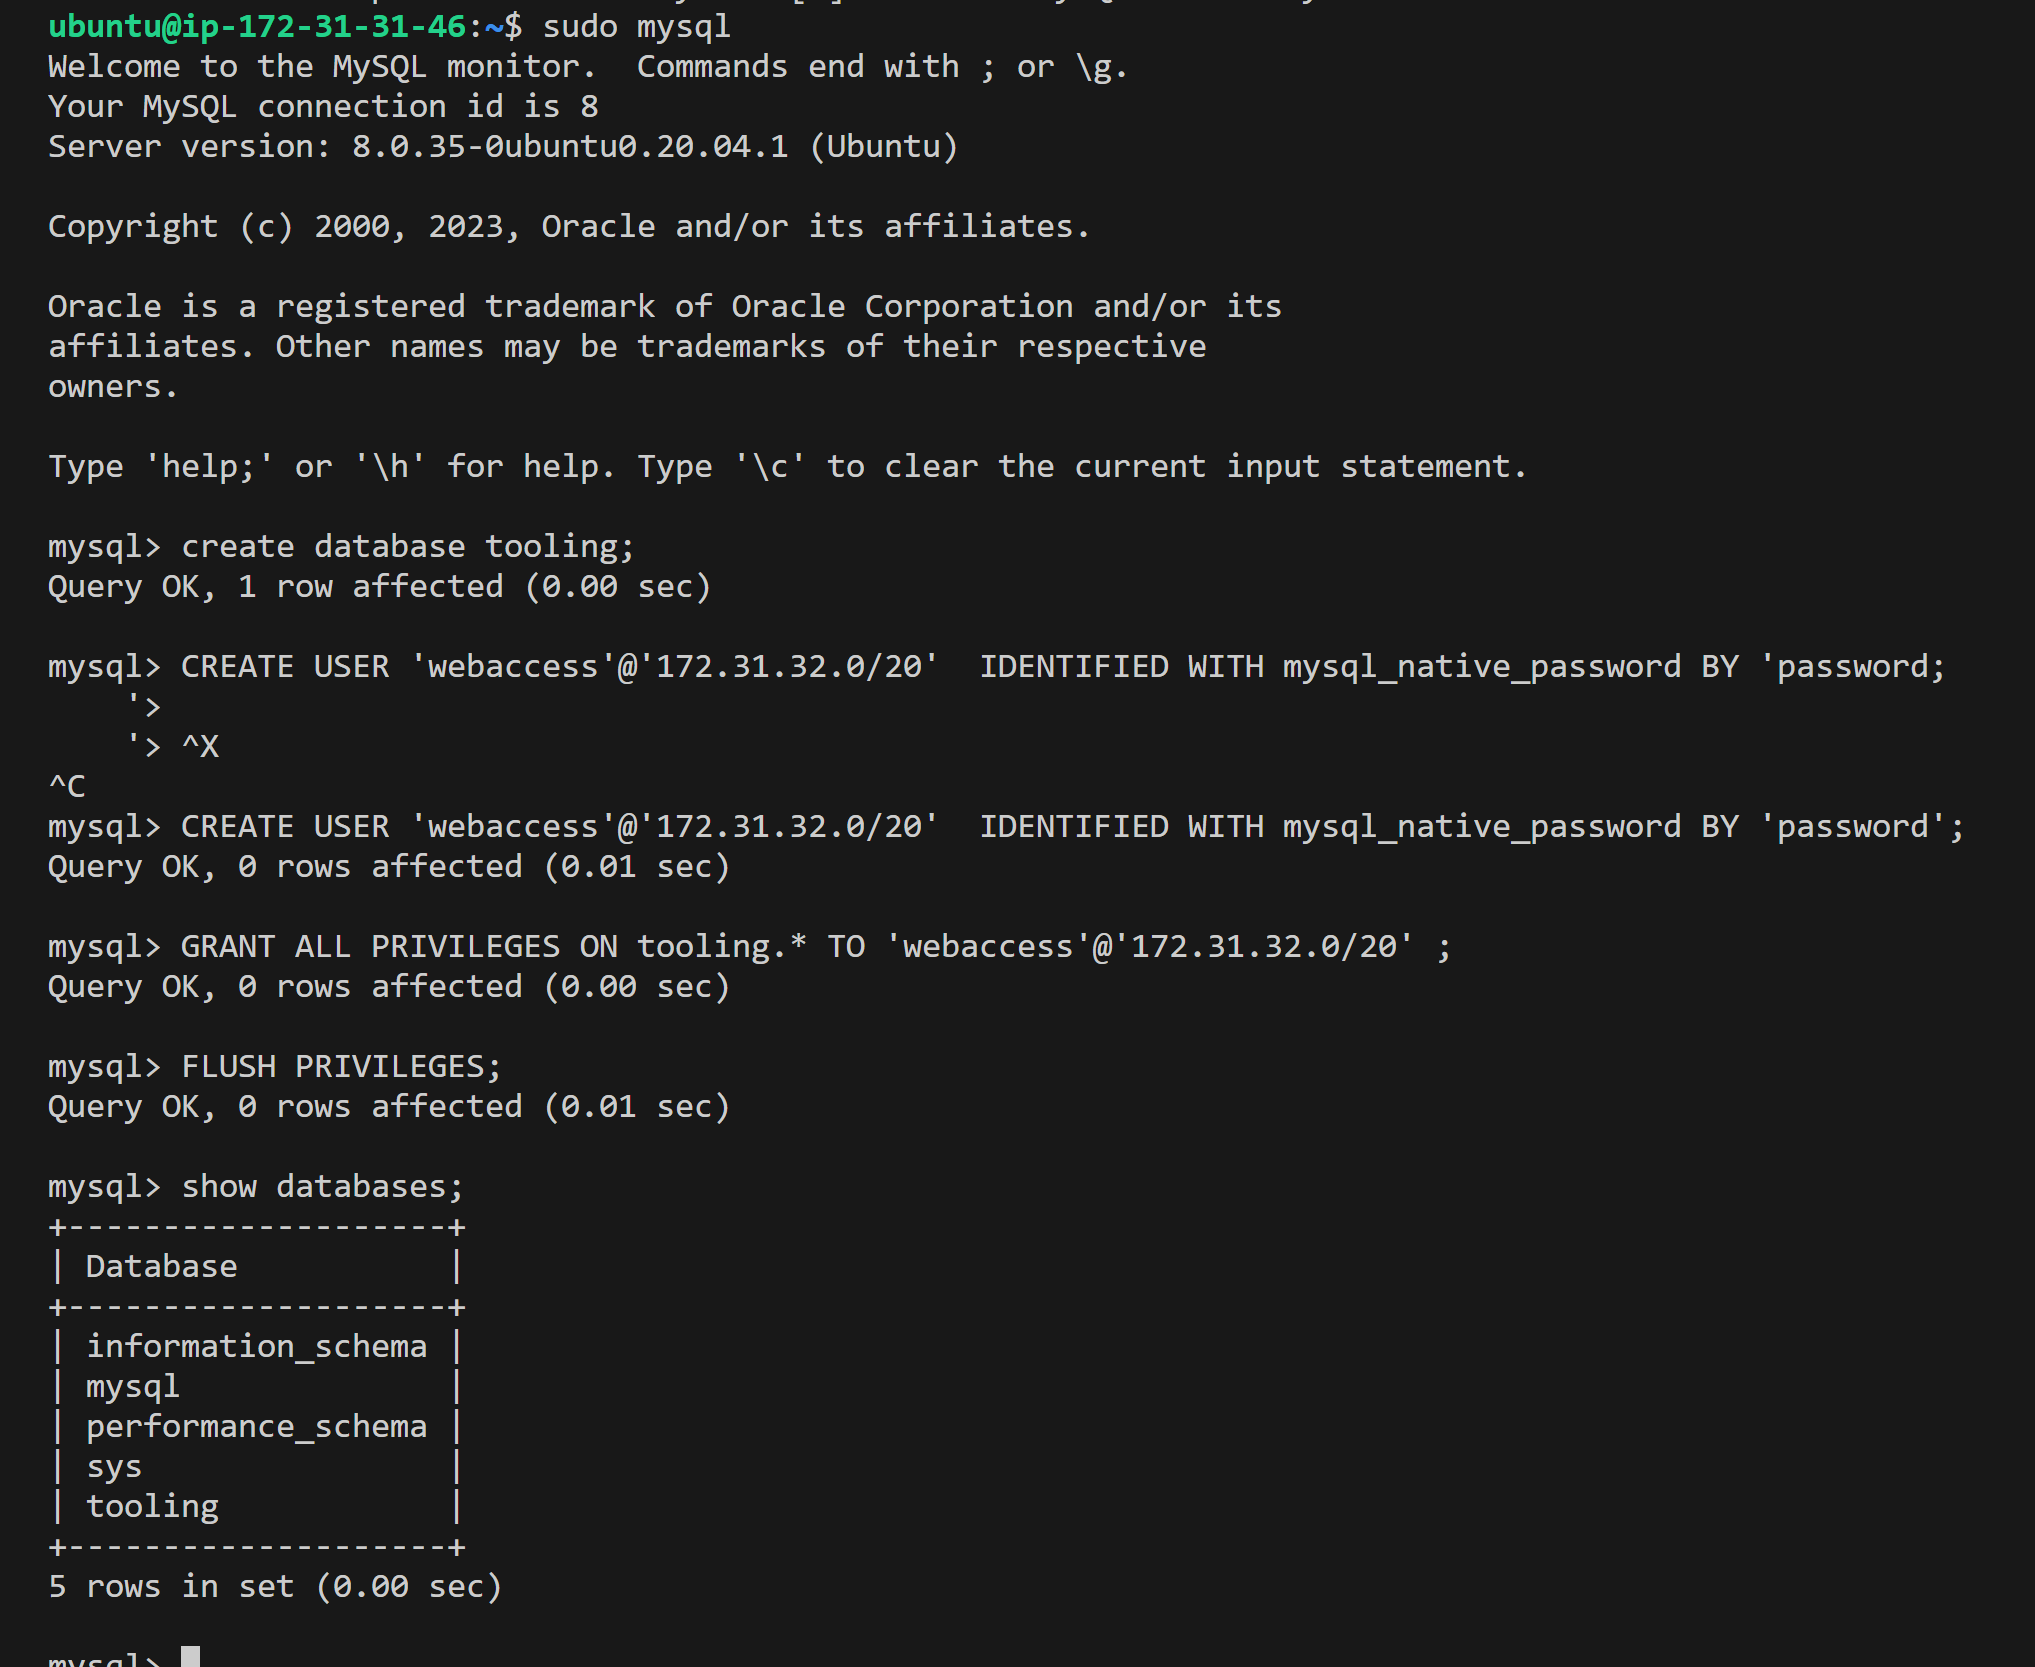 ubuntu@ip-172-31-31-46:~$ sudo mysql
Welcome to the MySQL monitor.  Commands end with ; or \g.
Your MySQL connection id is 8
Server version: 8.0.35-0ubuntu0.20.04.1 (Ubuntu)

Copyright (c) 2000, 2023, Oracle and/or its affiliates.

Oracle is a registered trademark of Oracle Corporation and/or its
affiliates. Other names may be trademarks of their respective
owners.

Type 'help;' or '\h' for help. Type '\c' to clear the current input statement.

mysql> create database tooling;
Query OK, 1 row affected (0.00 sec)

mysql> CREATE USER 'webaccess'@'172.31.32.0/20'  IDENTIFIED WITH mysql_native_password BY 'password;
    '>
    '> ^X
^C
mysql> CREATE USER 'webaccess'@'172.31.32.0/20'  IDENTIFIED WITH mysql_native_password BY 'password';
Query OK, 0 rows affected (0.01 sec)

mysql> GRANT ALL PRIVILEGES ON tooling.* TO 'webaccess'@'172.31.32.0/20' ;
Query OK, 0 rows affected (0.00 sec)

mysql> FLUSH PRIVILEGES;
Query OK, 0 rows affected (0.01 sec)

mysql> show databases;
+--------------------+
| Database           |
+--------------------+
| information_schema |
| mysql              |
| performance_schema |
| sys                |
| tooling            |
+--------------------+
5 rows in set (0.00 sec)

mysql>